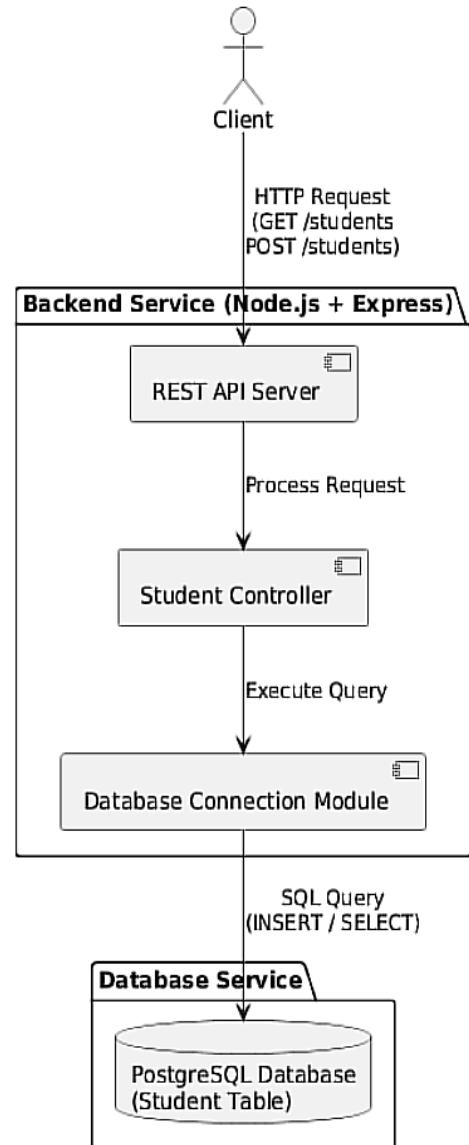 Client
HTTP Request
(GET /students
POST /students)
Backend Service (Node.js + Express)
REST API Server
Process Request
Student Controller
Execute Query
Database Connection Module
SQL Query
(INSERT / SELECT)
Database Service
PostgreSQL Database
(Student Table)